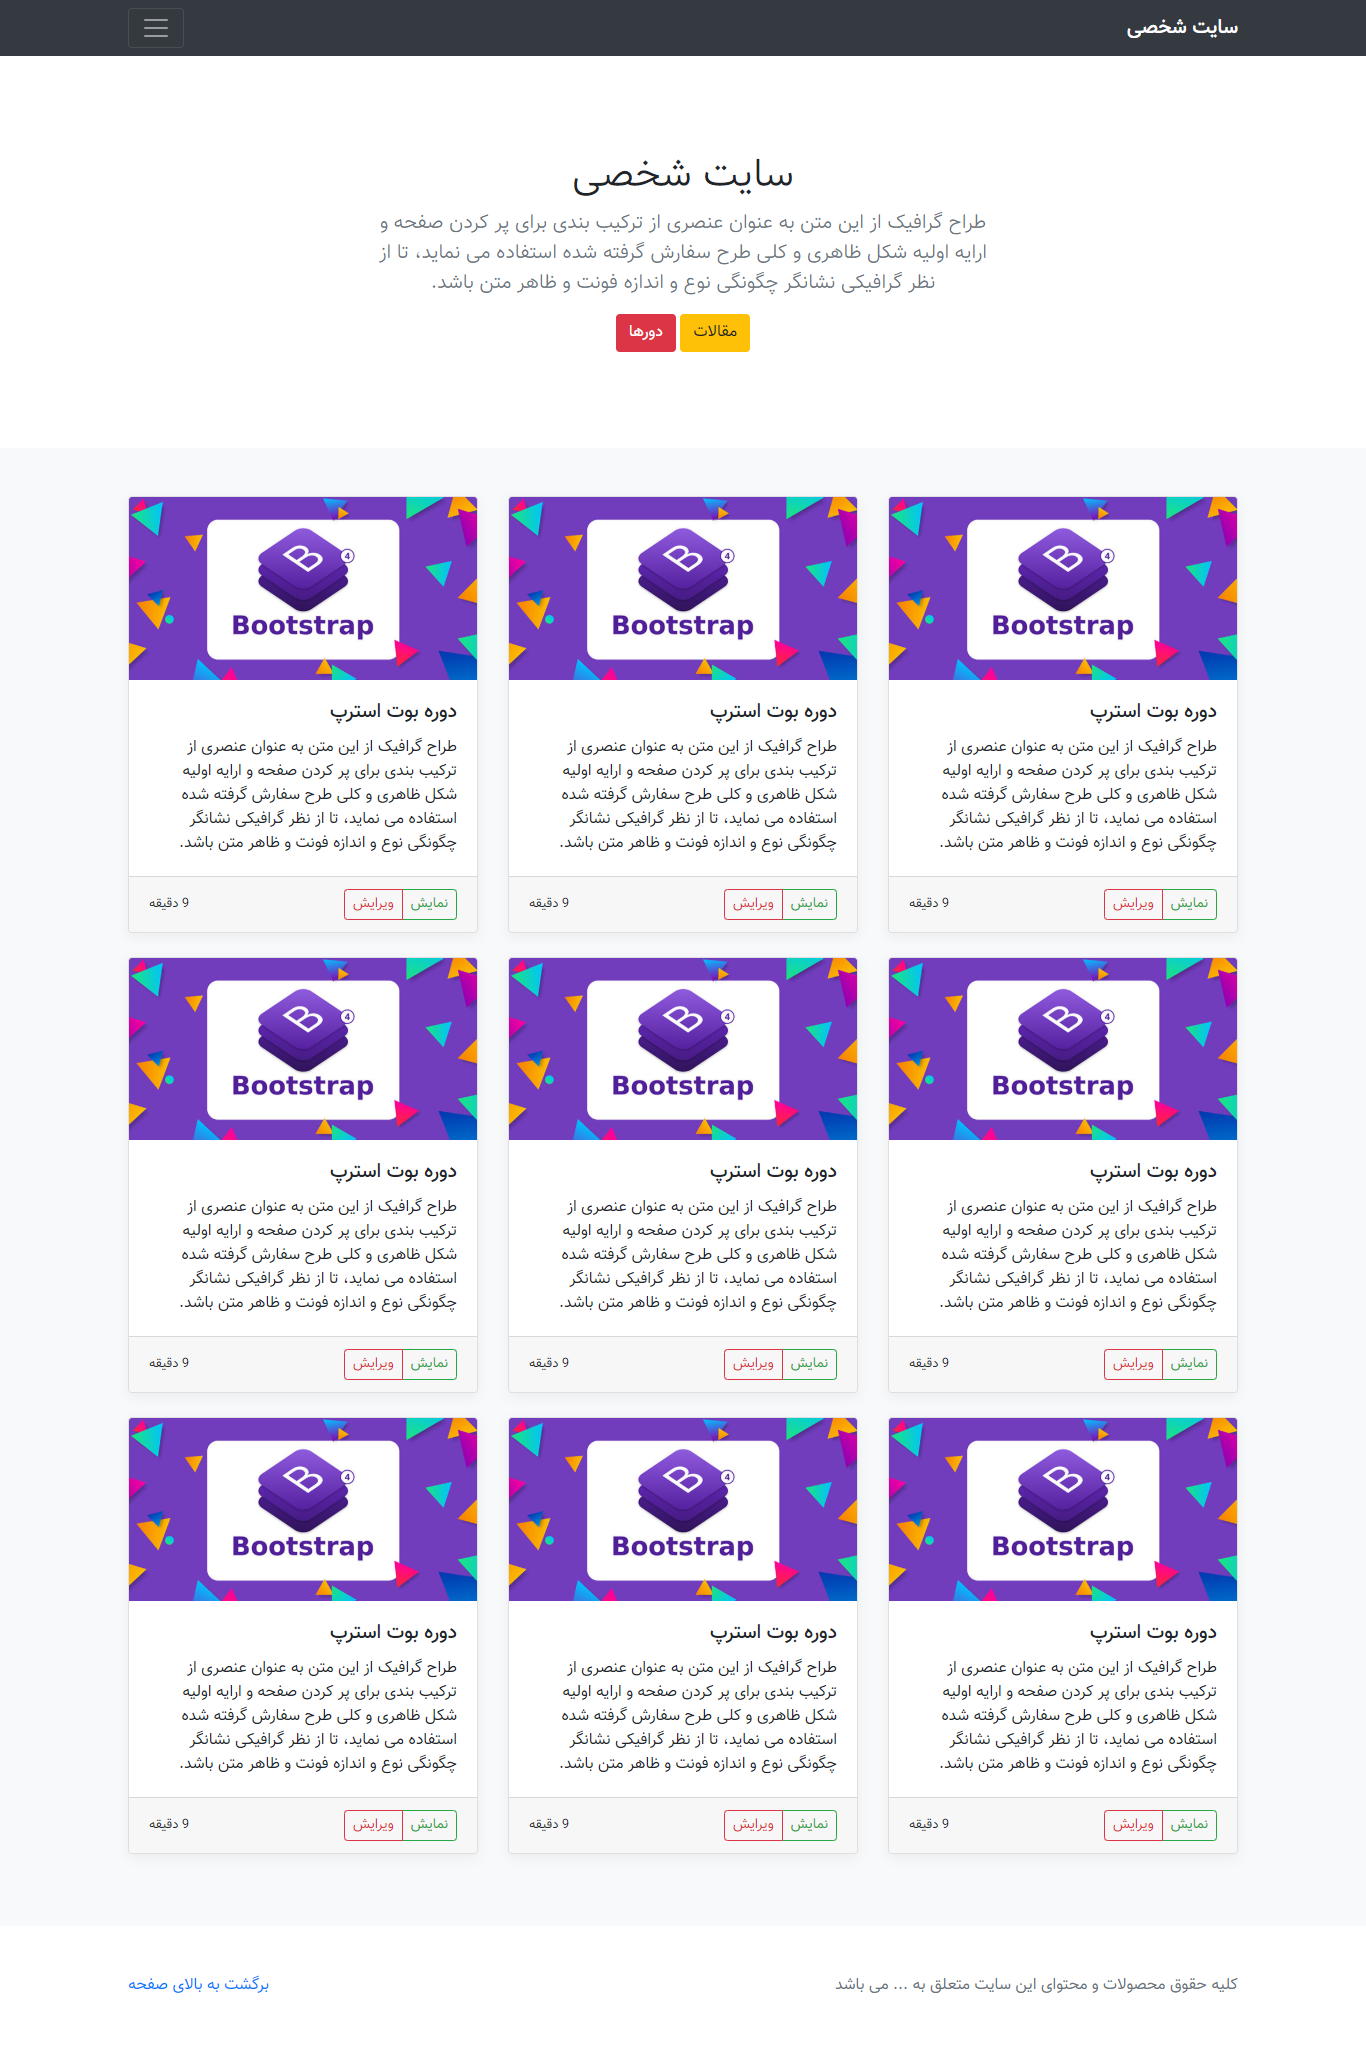 سایت شخصی
سایت شخصی
طراح گرافیک از این متن به عنوان عنصری از ترکیب بندی برای پر کردن صفحه و
ارایه اولیه شکل ظاهری و کلی طرح سفارش گرفته شده استفاده می نماید، تا از
نظر گرافیکی نشانگر چگونگی نوع و اندازه فونت و ظاهر متن باشد.
مقالات دورها
4
Bootstrap
دوره بوت استرپ
طراح گرافیک از این متن به عنوان عنصری از
ترکیب بندی برای پر کردن صفحه و ارایه اولیه
شکل ظاهری و کلی طرح سفارش گرفته شده
استفاده می نماید، تا از نظر گرافیکی نشانگر
چگونگی نوع و اندازه فونت و ظاهر متن باشد.
نمایش ویرایش 9 دقیقه
4
Bootstrap
دوره بوت استرپ
طراح گرافیک از این متن به عنوان عنصری از
ترکیب بندی برای پر کردن صفحه و ارایه اولیه
شکل ظاهری و کلی طرح سفارش گرفته شده
استفاده می نماید، تا از نظر گرافیکی نشانگر
چگونگی نوع و اندازه فونت و ظاهر متن باشد.
نمایش ویرایش 9 دقیقه
4
Bootstrap
دوره بوت استرپ
طراح گرافیک از این متن به عنوان عنصری از
ترکیب بندی برای پر کردن صفحه و ارایه اولیه
شکل ظاهری و کلی طرح سفارش گرفته شده
استفاده می نماید، تا از نظر گرافیکی نشانگر
چگونگی نوع و اندازه فونت و ظاهر متن باشد.
نمایش ویرایش 9 دقیقه
4
Bootstrap
دوره بوت استرپ
طراح گرافیک از این متن به عنوان عنصری از
ترکیب بندی برای پر کردن صفحه و ارایه اولیه
شکل ظاهری و کلی طرح سفارش گرفته شده
استفاده می نماید، تا از نظر گرافیکی نشانگر
چگونگی نوع و اندازه فونت و ظاهر متن باشد.
نمایش ویرایش 9 دقیقه
4
Bootstrap
دوره بوت استرپ
طراح گرافیک از این متن به عنوان عنصری از
ترکیب بندی برای پر کردن صفحه و ارایه اولیه
شکل ظاهری و کلی طرح سفارش گرفته شده
استفاده می نماید، تا از نظر گرافیکی نشانگر
چگونگی نوع و اندازه فونت و ظاهر متن باشد.
نمایش ویرایش 9 دقیقه
4
Bootstrap
دوره بوت استرپ
طراح گرافیک از این متن به عنوان عنصری از
ترکیب بندی برای پر کردن صفحه و ارایه اولیه
شکل ظاهری و کلی طرح سفارش گرفته شده
استفاده می نماید، تا از نظر گرافیکی نشانگر
چگونگی نوع و اندازه فونت و ظاهر متن باشد.
نمایش ویرایش 9 دقیقه
4
Bootstrap
دوره بوت استرپ
طراح گرافیک از این متن به عنوان عنصری از
ترکیب بندی برای پر کردن صفحه و ارایه اولیه
شکل ظاهری و کلی طرح سفارش گرفته شده
استفاده می نماید، تا از نظر گرافیکی نشانگر
چگونگی نوع و اندازه فونت و ظاهر متن باشد.
نمایش ویرایش 9 دقیقه
4
Bootstrap
دوره بوت استرپ
طراح گرافیک از این متن به عنوان عنصری از
ترکیب بندی برای پر کردن صفحه و ارایه اولیه
شکل ظاهری و کلی طرح سفارش گرفته شده
استفاده می نماید، تا از نظر گرافیکی نشانگر
چگونگی نوع و اندازه فونت و ظاهر متن باشد.
نمایش ویرایش 9 دقیقه
4
Bootstrap
دوره بوت استرپ
طراح گرافیک از این متن به عنوان عنصری از
ترکیب بندی برای پر کردن صفحه و ارایه اولیه
شکل ظاهری و کلی طرح سفارش گرفته شده
استفاده می نماید، تا از نظر گرافیکی نشانگر
چگونگی نوع و اندازه فونت و ظاهر متن باشد.
نمایش ویرایش 9 دقیقه
کلیه حقوق محصولات و محتوای این سایت متعلق به ... می باشد
برگشت به بالای صفحه